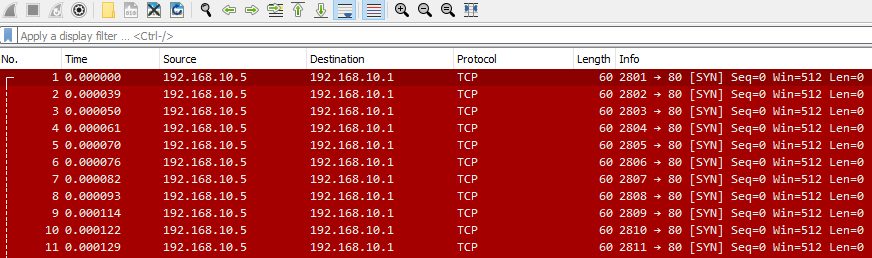 Apply a display filter ... <Ctrl-/>
No. Time Source Destination Protocol Length Info
1 0.000000 192.168.10.5 192.168.10.1 TCP 60 2801 → 80 [SYN] Seq=0 Win=512 Len=0
2 0.000039 192.168.10.5 192.168.10.1 TCP 60 2802 → 80 [SYN] Seq=0 Win=512 Len=0
3 0.000050 192.168.10.5 192.168.10.1 TCP 60 2803 → 80 [SYN] Seq=0 Win=512 Len=0
4 0.000061 192.168.10.5 192.168.10.1 TCP 60 2804 → 80 [SYN] Seq=0 Win=512 Len=0
5 0.000070 192.168.10.5 192.168.10.1 TCP 60 2805 → 80 [SYN] Seq=0 Win=512 Len=0
6 0.000076 192.168.10.5 192.168.10.1 TCP 60 2806 → 80 [SYN] Seq=0 Win=512 Len=0
7 0.000082 192.168.10.5 192.168.10.1 TCP 60 2807 → 80 [SYN] Seq=0 Win=512 Len=0
8 0.000093 192.168.10.5 192.168.10.1 TCP 60 2808 → 80 [SYN] Seq=0 Win=512 Len=0
9 0.000114 192.168.10.5 192.168.10.1 TCP 60 2809 → 80 [SYN] Seq=0 Win=512 Len=0
10 0.000122 192.168.10.5 192.168.10.1 TCP 60 2810 → 80 [SYN] Seq=0 Win=512 Len=0
11 0.000129 192.168.10.5 192.168.10.1 TCP 60 2811 → 80 [SYN] Seq=0 Win=512 Len=0